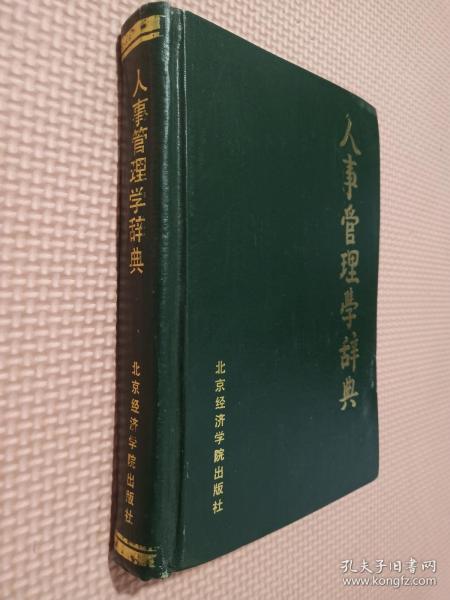 人事管理学辞典
北京经济学院出版社
人事管理學辞典
北京经济学院出版社
孔夫子旧书网
www.kongfz.com